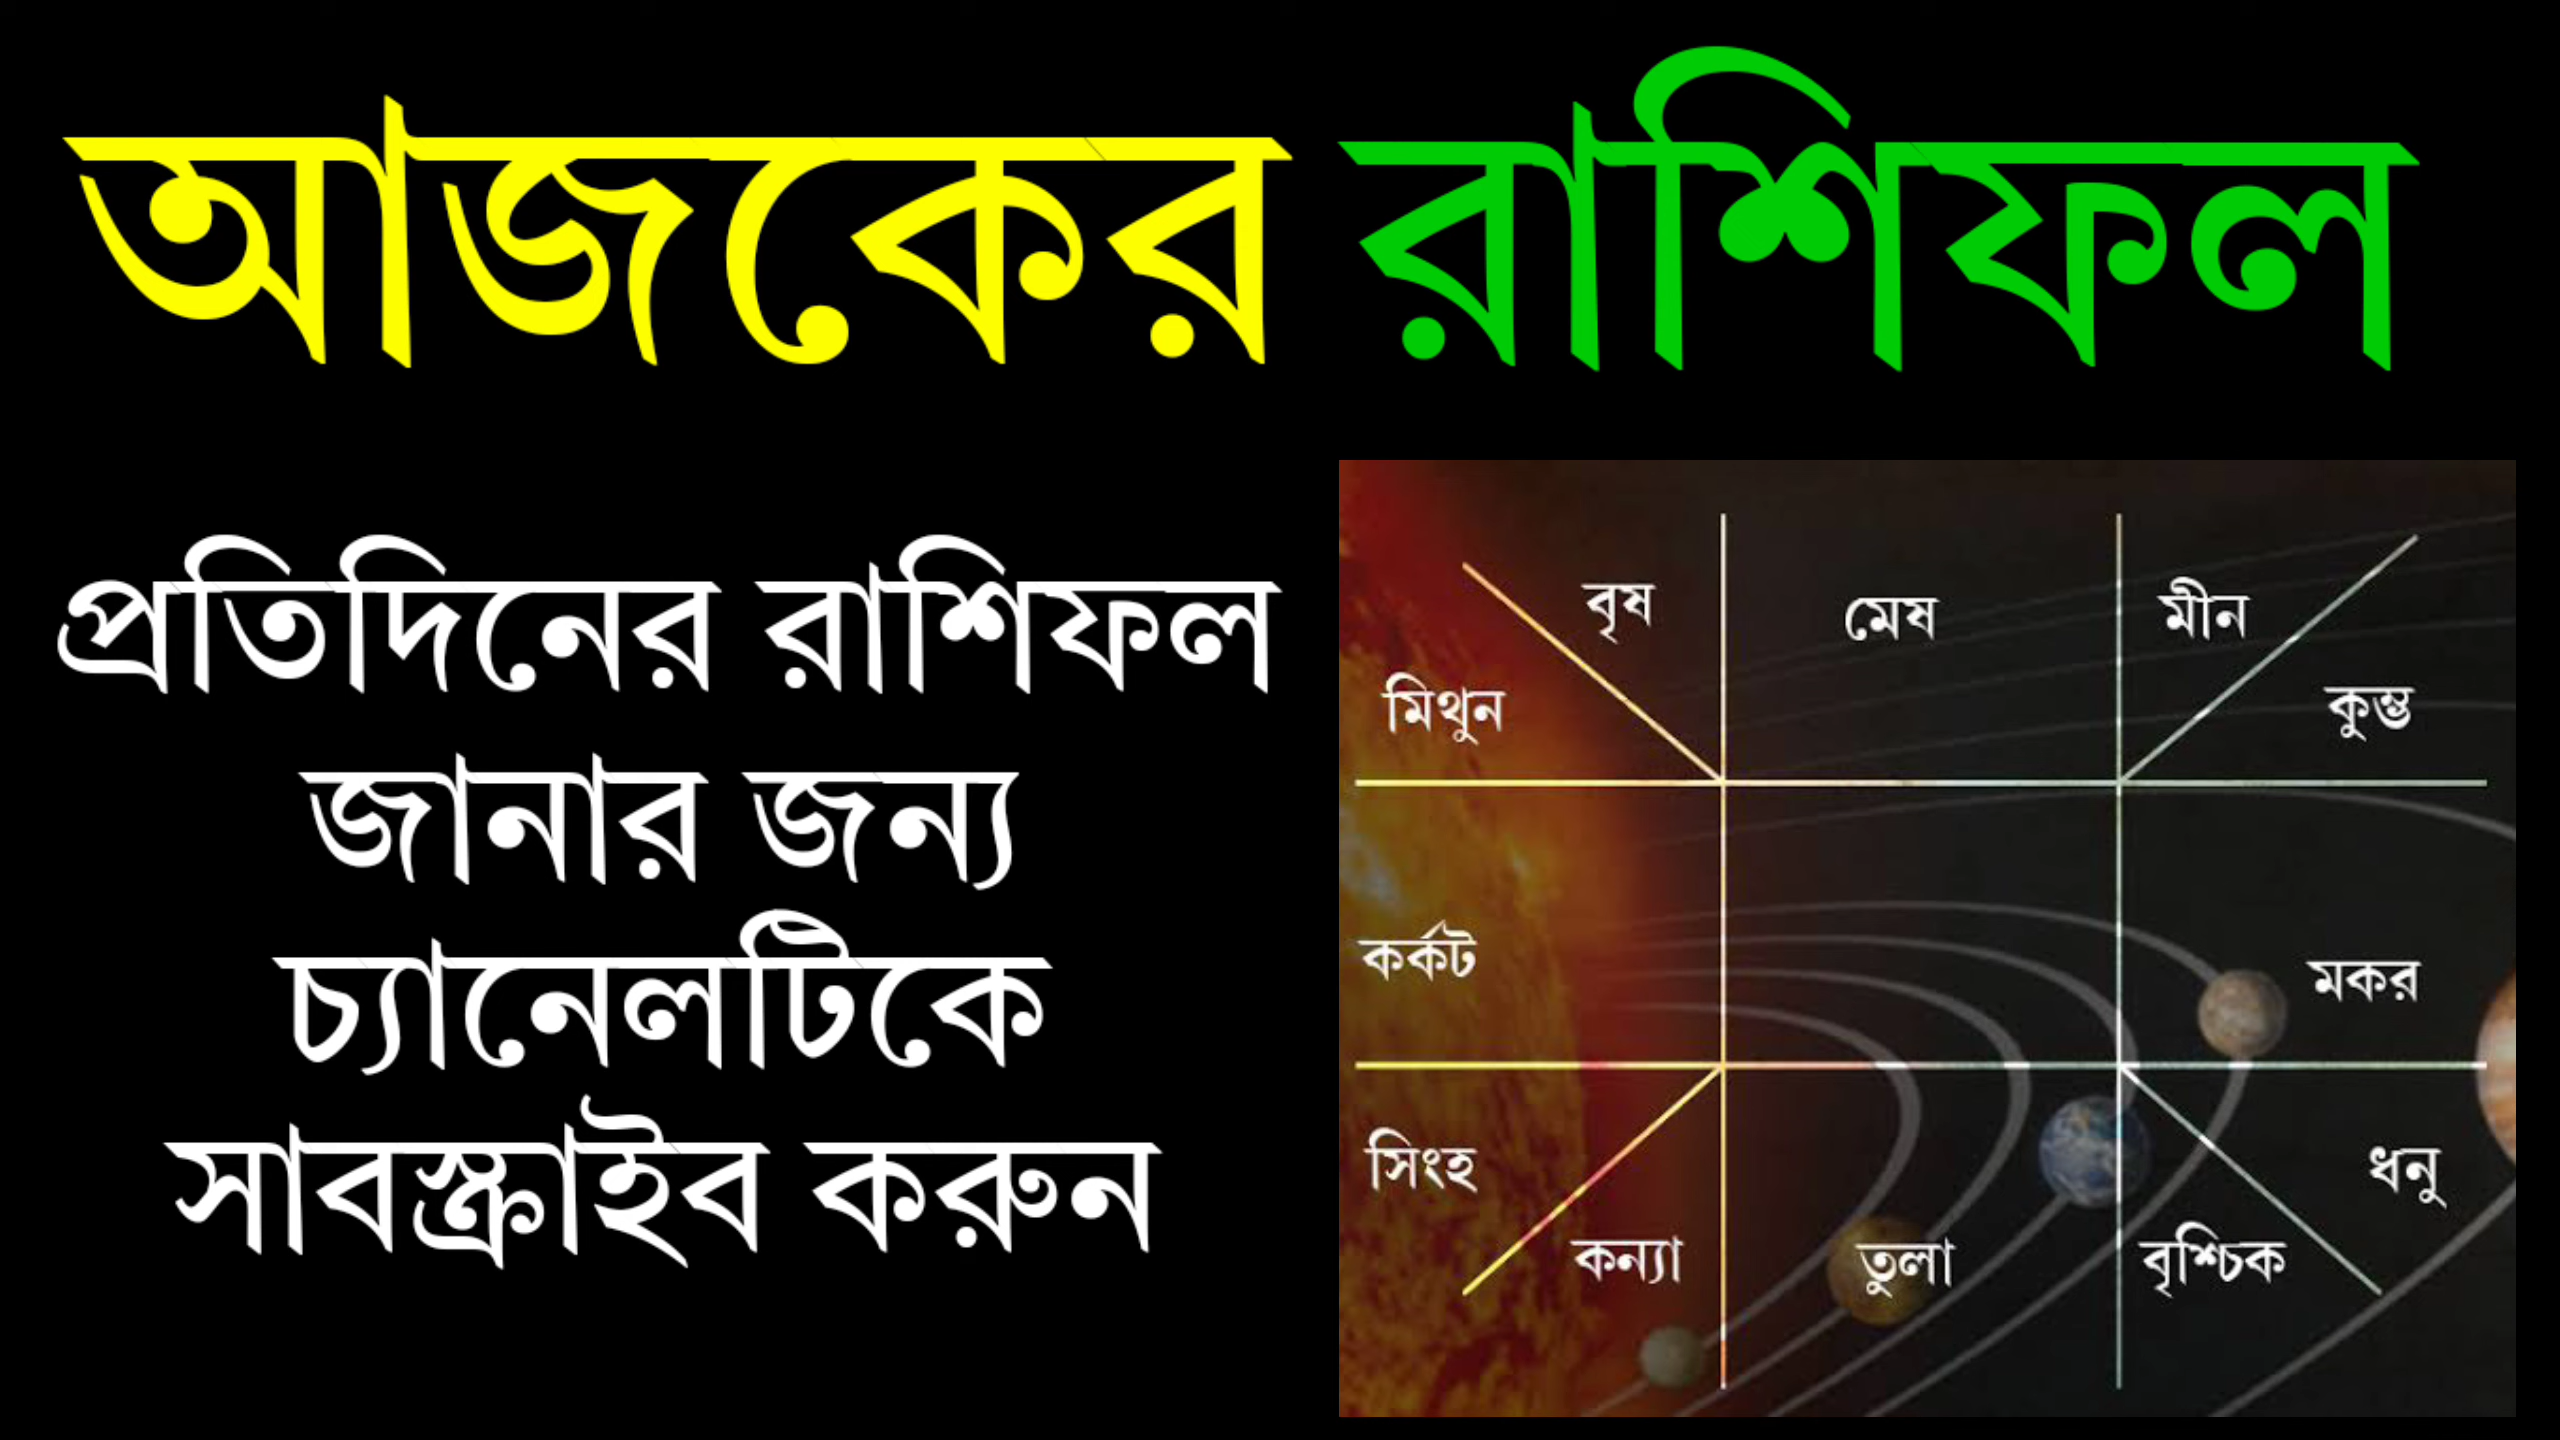 আজকের রাশিফল
প্রতিদিনের রাশিফল
জানার জন্য
চ্যানেলটিকে
সাবস্ক্রাইব করুন
বৃষ
মেষ
মীন
মিথুন
কুম্ভ
কর্কট
মকর
সিংহ
ধনু
কন্যা
তুলা
বৃশ্চিক